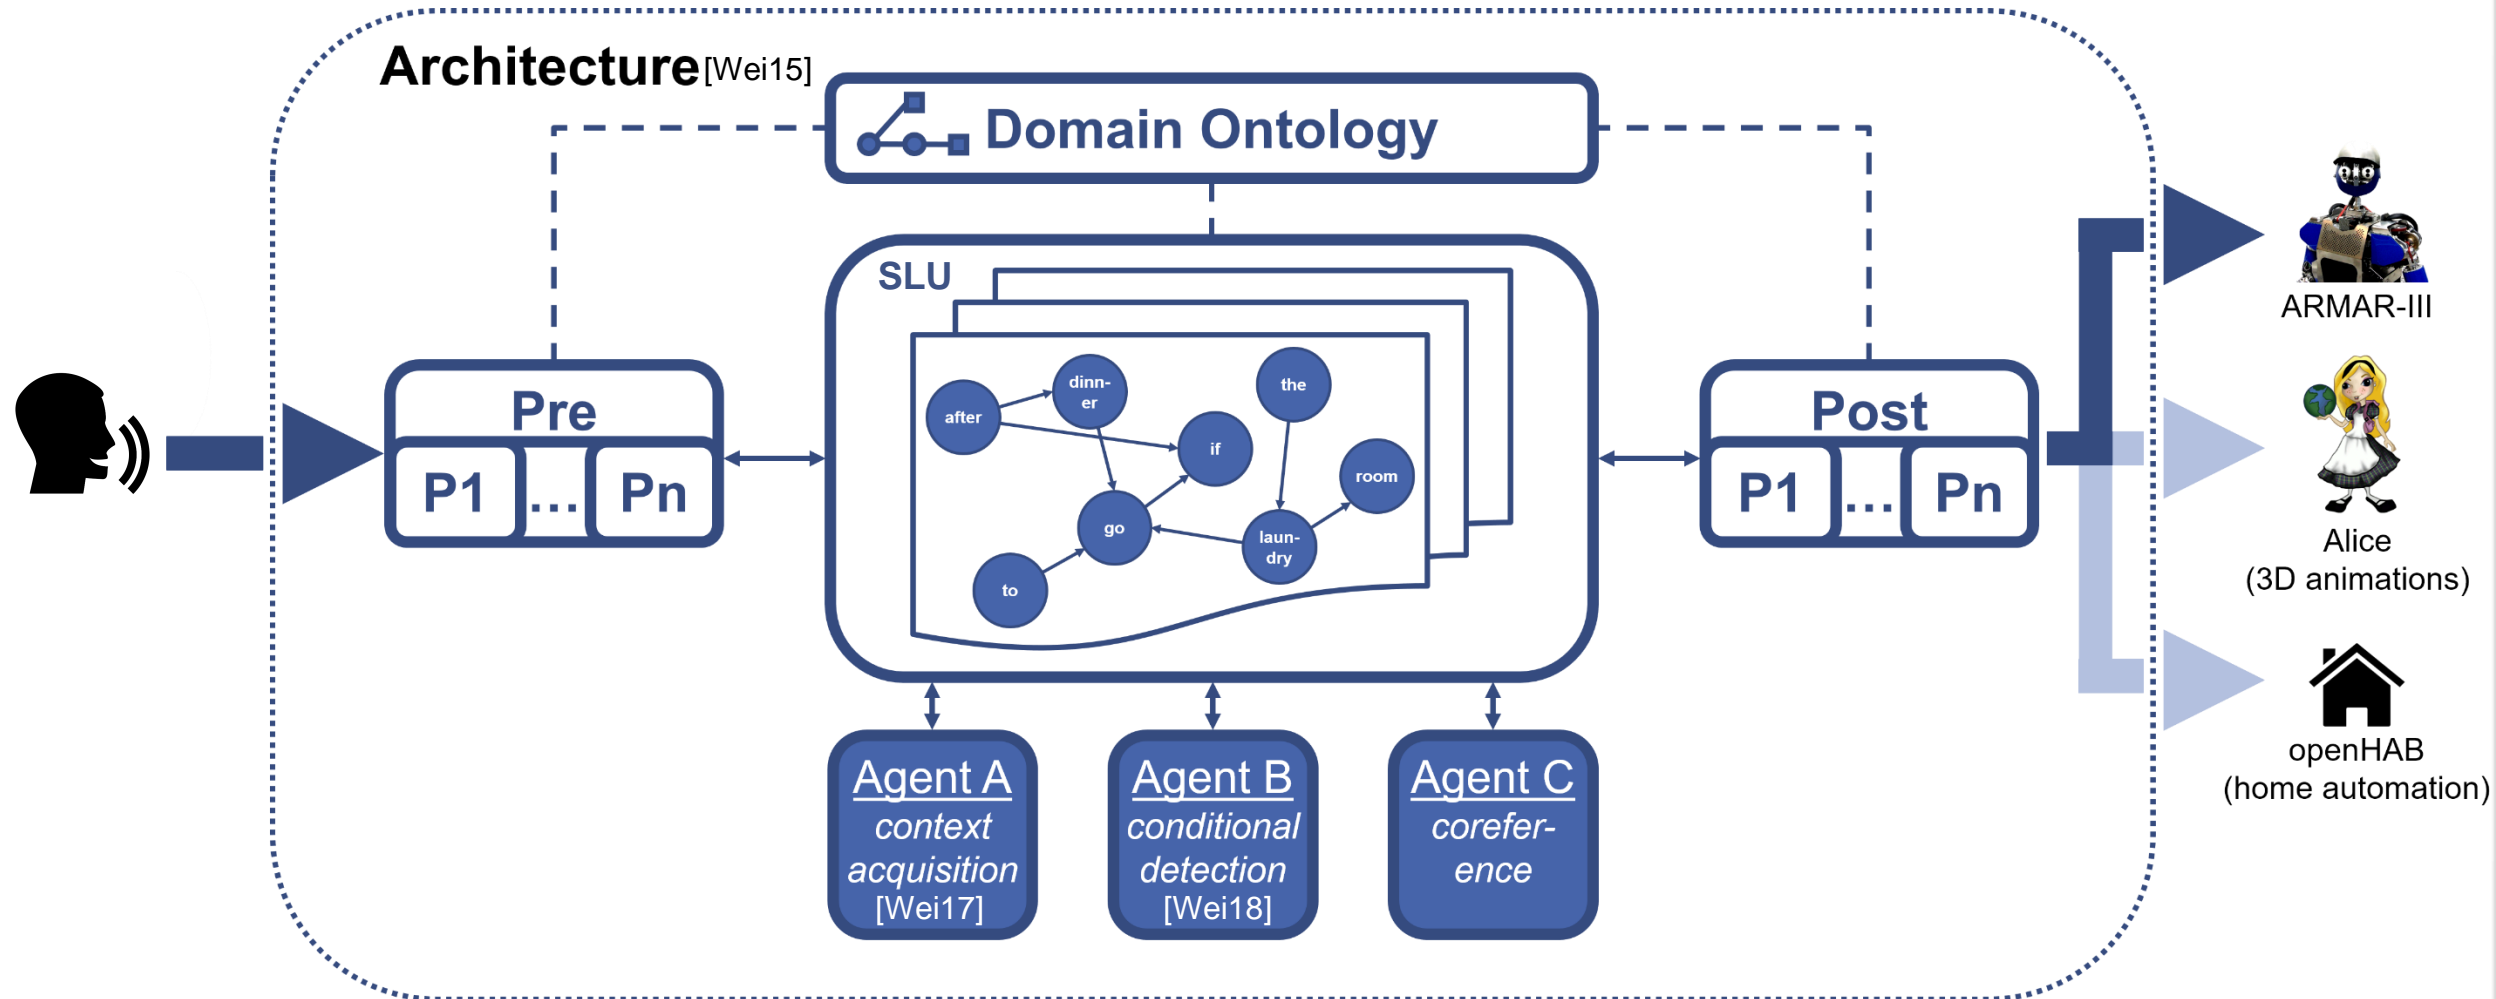 Architecture [Wei15]
Domain Ontology
SLU
after
dinn-
er
the
if
room
go
laun-
dry
to
Pre
P1 ... Pn
Post
P1 ... Pn
Agent A
context
acquisition
[Wei17]
Agent B
conditional
detection
[Wei18]
Agent C
corefer-
ence
ARMAR-III
Alice
(3D animations)
openHAB
(home automation)